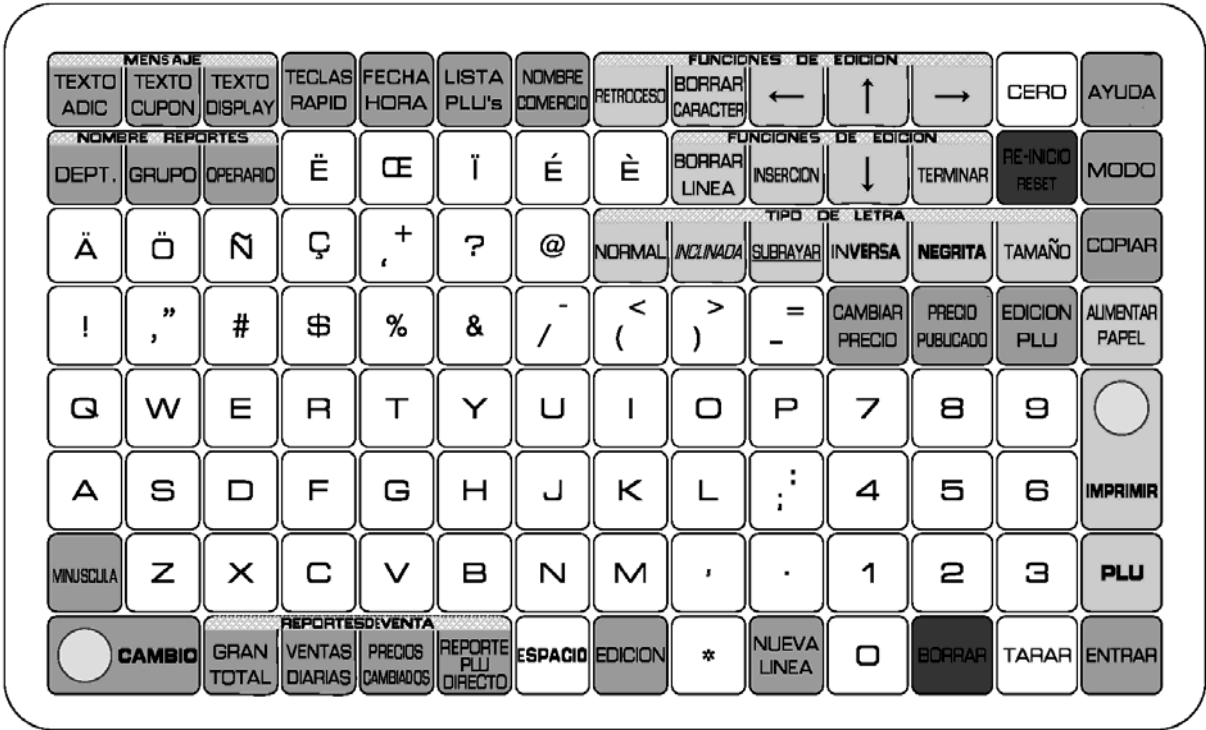 MENSAJE FUNCIONES DE EDICION
TEXTO ADIC TEXTO CUPON TEXTO DISPLAY TECLAS RAPID FECHA HORA LISTA PLU's NOMBRE COMERCIO RETROCESO BORRAR CARACTER ← ↑ → CERO AYUDA
NOMBRE REPORTES FUNCIONES DE EDICION
DEPT. GRUPO OPERARIO Ë Œ Ï É È BORRAR LINEA INSERCION ↓ TERMINAR RE-INICIO RESET MODO
TIPO DE LETRA
Ä Ö Ñ Ç + , ? @ NORMAL INCLINADA SUBRAYAR INVERSA NEGRITA TAMAÑO COPIAR
! ,” # $ % & - / < ( > ) = - CAMBIAR PRECIO PRECIO PUBLICADO EDICION PLU ALIMENTAR PAPEL
Q W E R T Y U I O P 7 8 9
A S D F G H J K L : ; 4 5 6 IMPRIMIR
MINUSCULA Z X C V B N M , . 1 2 3 PLU
REPORTESDEVENTA
CAMBIO GRAN TOTAL VENTAS DIARIAS PRECIOS CAMBIADOS REPORTE PLU DIRECTO ESPACIO EDICION * NUEVA LINEA 0 BORRAR TARAR ENTRAR